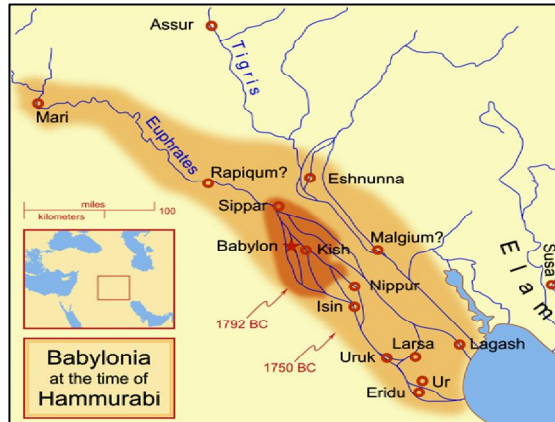 Assur
Tigris
Mari
Euphrates
Rapiqum?
Eshnunna
miles
kilometers
100
Sippar
Babylon
Kish
Malgium?
Elam
Susa
Nippur
Isin
1792 BC
1750 BC
Uruk
Larsa
Lagash
Ur
Eridu
Babylonia
at the time of
Hammurabi